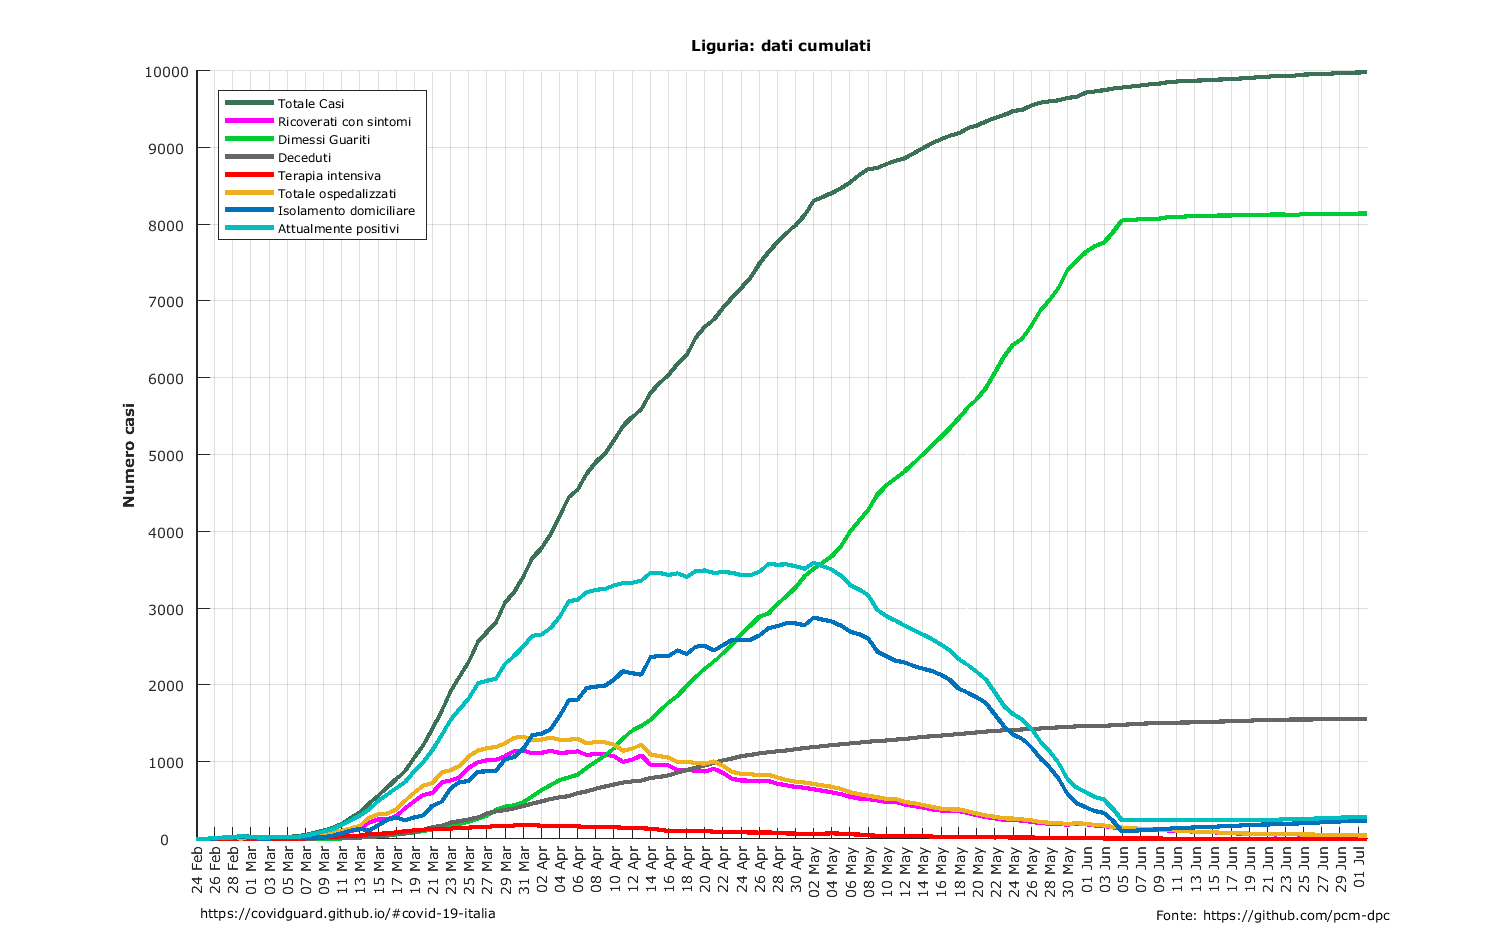 Liguria: dati cumulati
Numero casi
10000
9000
8000
7000
6000
5000
4000
3000
2000
1000
0
Totale Casi
Ricoverati con sintomi
Dimessi Guariti
Deceduti
Terapia intensiva
Totale ospedalizzati
Isolamento domiciliare
Attualmente positivi
24 Feb
26 Feb
28 Feb
01 Mar
03 Mar
05 Mar
07 Mar
09 Mar
11 Mar
13 Mar
15 Mar
17 Mar
19 Mar
21 Mar
23 Mar
25 Mar
27 Mar
29 Mar
31 Mar
02 Apr
04 Apr
06 Apr
08 Apr
10 Apr
12 Apr
14 Apr
16 Apr
18 Apr
20 Apr
22 Apr
24 Apr
26 Apr
28 Apr
30 Apr
02 May
04 May
06 May
08 May
10 May
12 May
14 May
16 May
18 May
20 May
22 May
24 May
26 May
28 May
30 May
01 Jun
03 Jun
05 Jun
07 Jun
09 Jun
11 Jun
13 Jun
15 Jun
17 Jun
19 Jun
21 Jun
23 Jun
25 Jun
27 Jun
29 Jun
01 Jul
https://covidguard.github.io/#covid-19-italia
Fonte: https://github.com/pcm-dpc